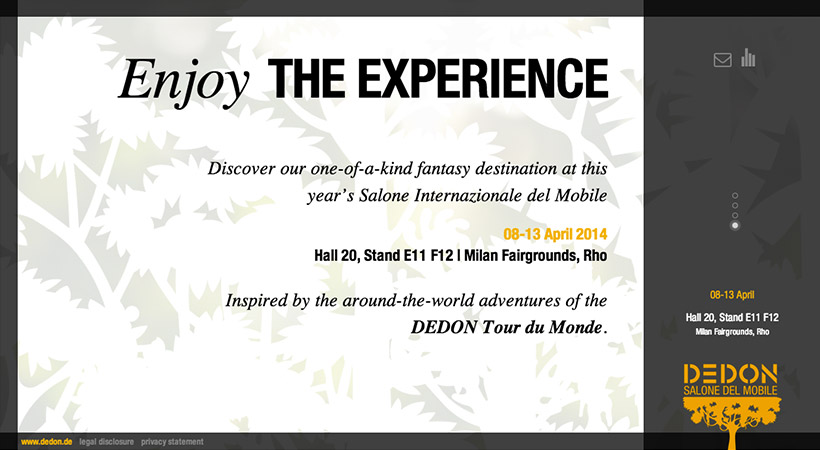 Enjoy THE EXPERIENCE
Discover our one-of-a-kind fantasy destination at this
year's Salone Internazionale del Mobile
08-13 April 2014
Hall 20, Stand E11 F12 | Milan Fairgrounds, Rho
Inspired by the around-the-world adventures of the
DEDON Tour du Monde.
08-13 April
Hall 20, Stand E11 F12
Milan Fairgrounds, Rho
DEDON
SALONE DEL MOBILE
www.dedon.de legal disclosure privacy statement